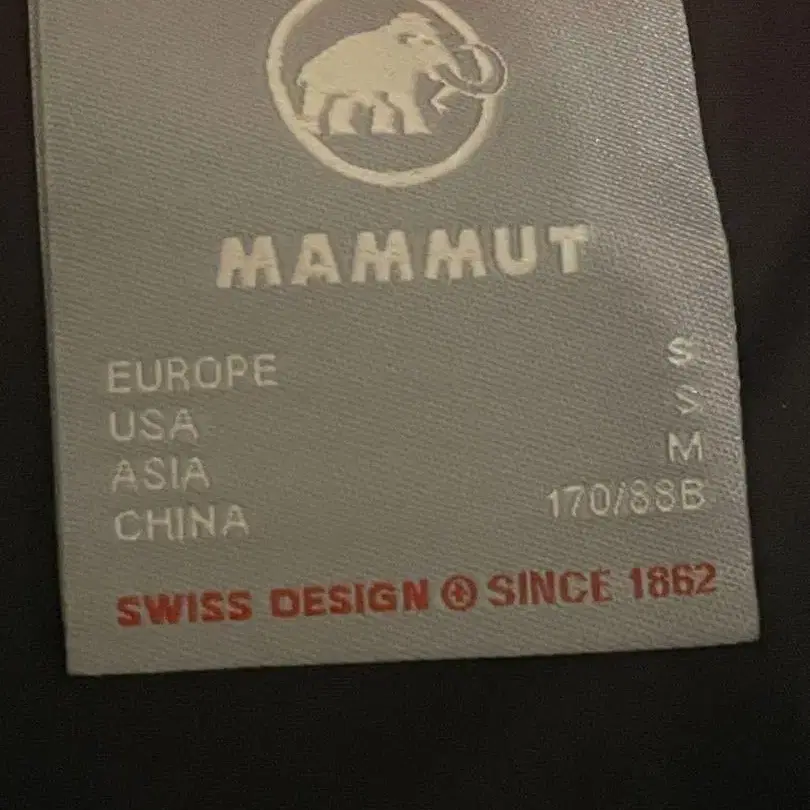 MAMMUT
EUROPE S
USA S
ASIA M
CHINA 170/88B
SWISS DESIGN SINCE 1862